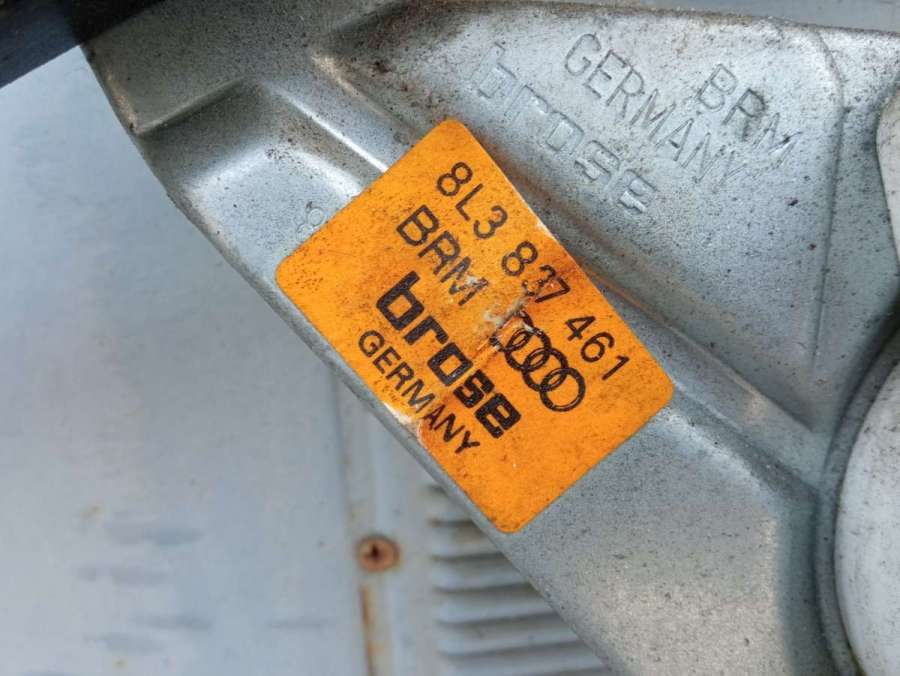 BRM
GERMANY
brose
8L3 837 461
BRM
brose
GERMANY